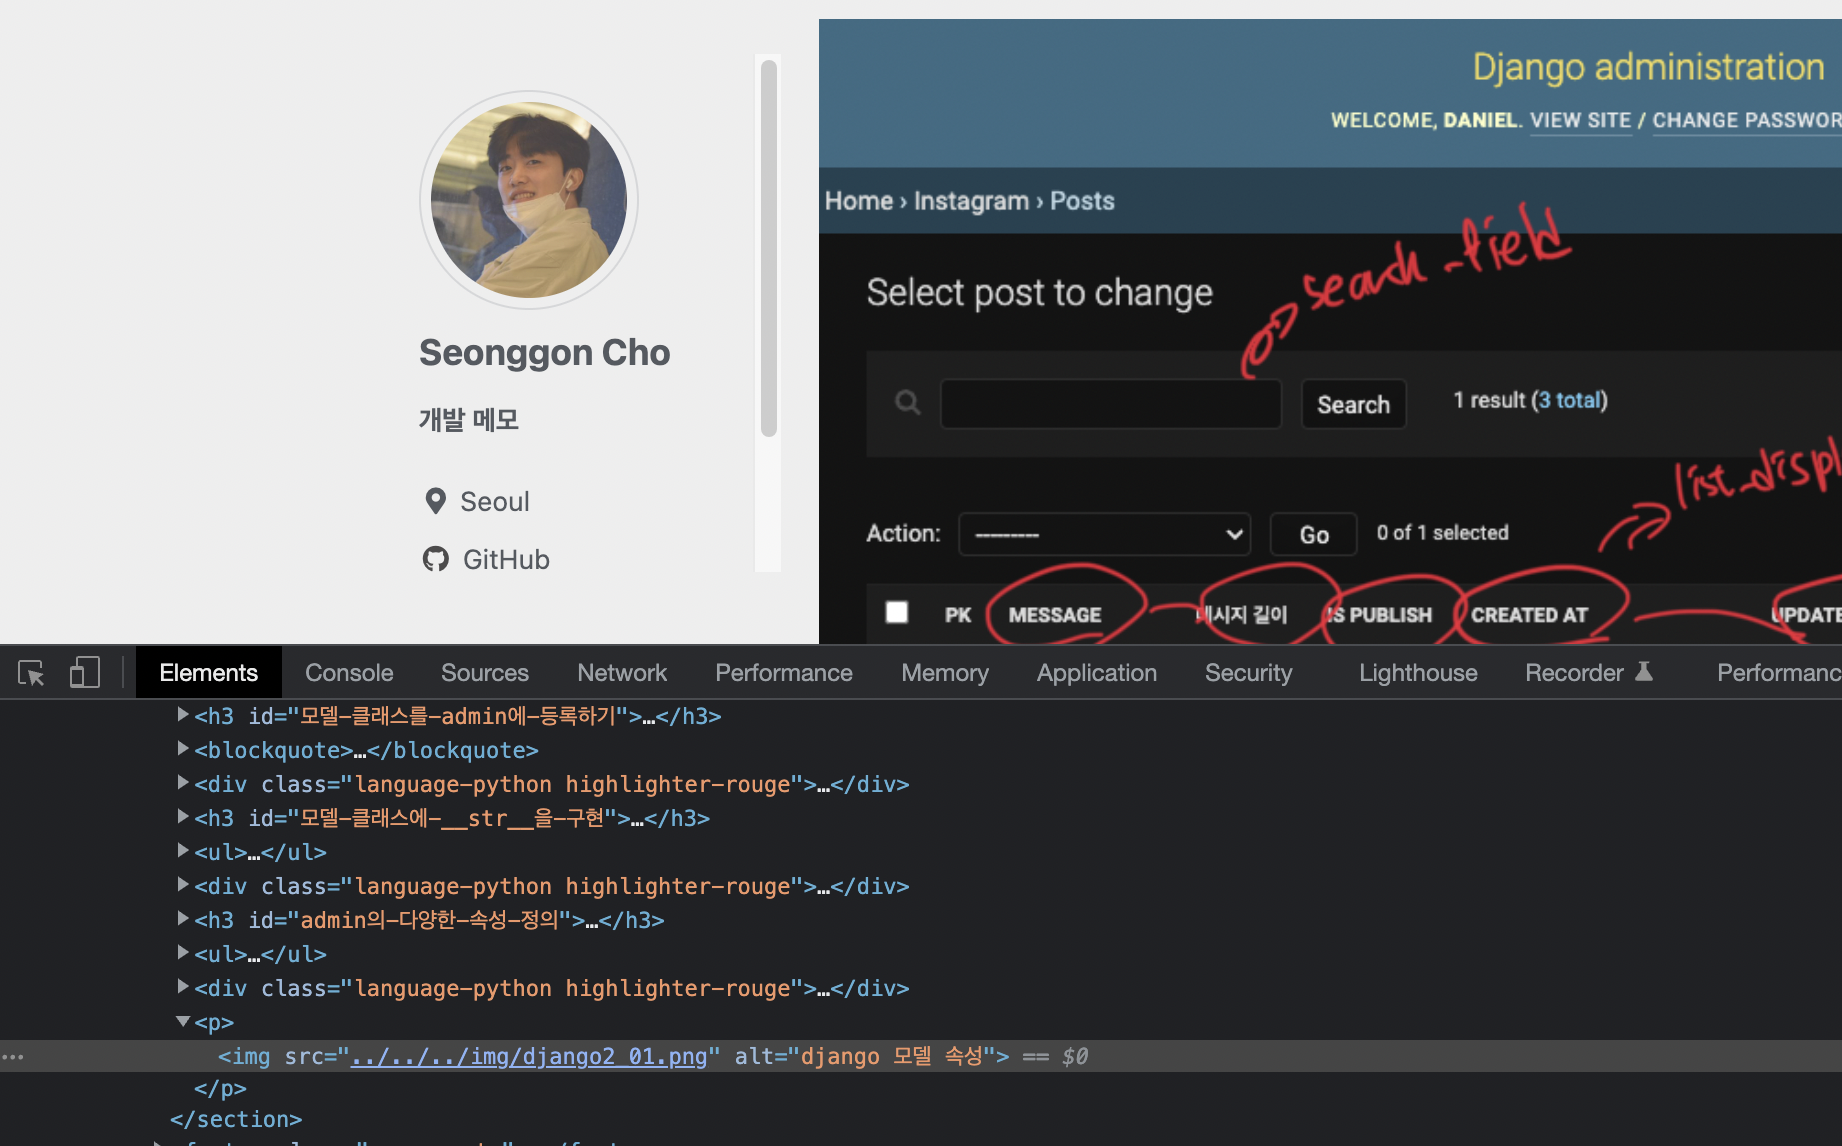 Seonggon Cho
개발 메모
Seoul
GitHub
Django administration
WELCOME, DANIEL. VIEW SITE / CHANGE PASSWOR
Home › Instagram › Posts
search_field
Select post to change
Search
1 result (3 total)
list_displ
Action: --------- Go 0 of 1 selected
PK MESSAGE 메시지 길이 IS PUBLISH CREATED AT UPDATE
Elements Console Sources Network Performance Memory Application Security Lighthouse Recorder Performanc
<h3 id="모델-클래스를-admin에-등록하기">…</h3>
<blockquote>…</blockquote>
<div class="language-python highlighter-rouge">…</div>
<h3 id="모델-클래스에-__str__을-구현">…</h3>
<ul>…</ul>
<div class="language-python highlighter-rouge">…</div>
<h3 id="admin의-다양한-속성-정의">…</h3>
<ul>…</ul>
<div class="language-python highlighter-rouge">…</div>
<p>
<img src="../../../img/django2_01.png" alt="django 모델 속성"> == $0
</p>
</section>